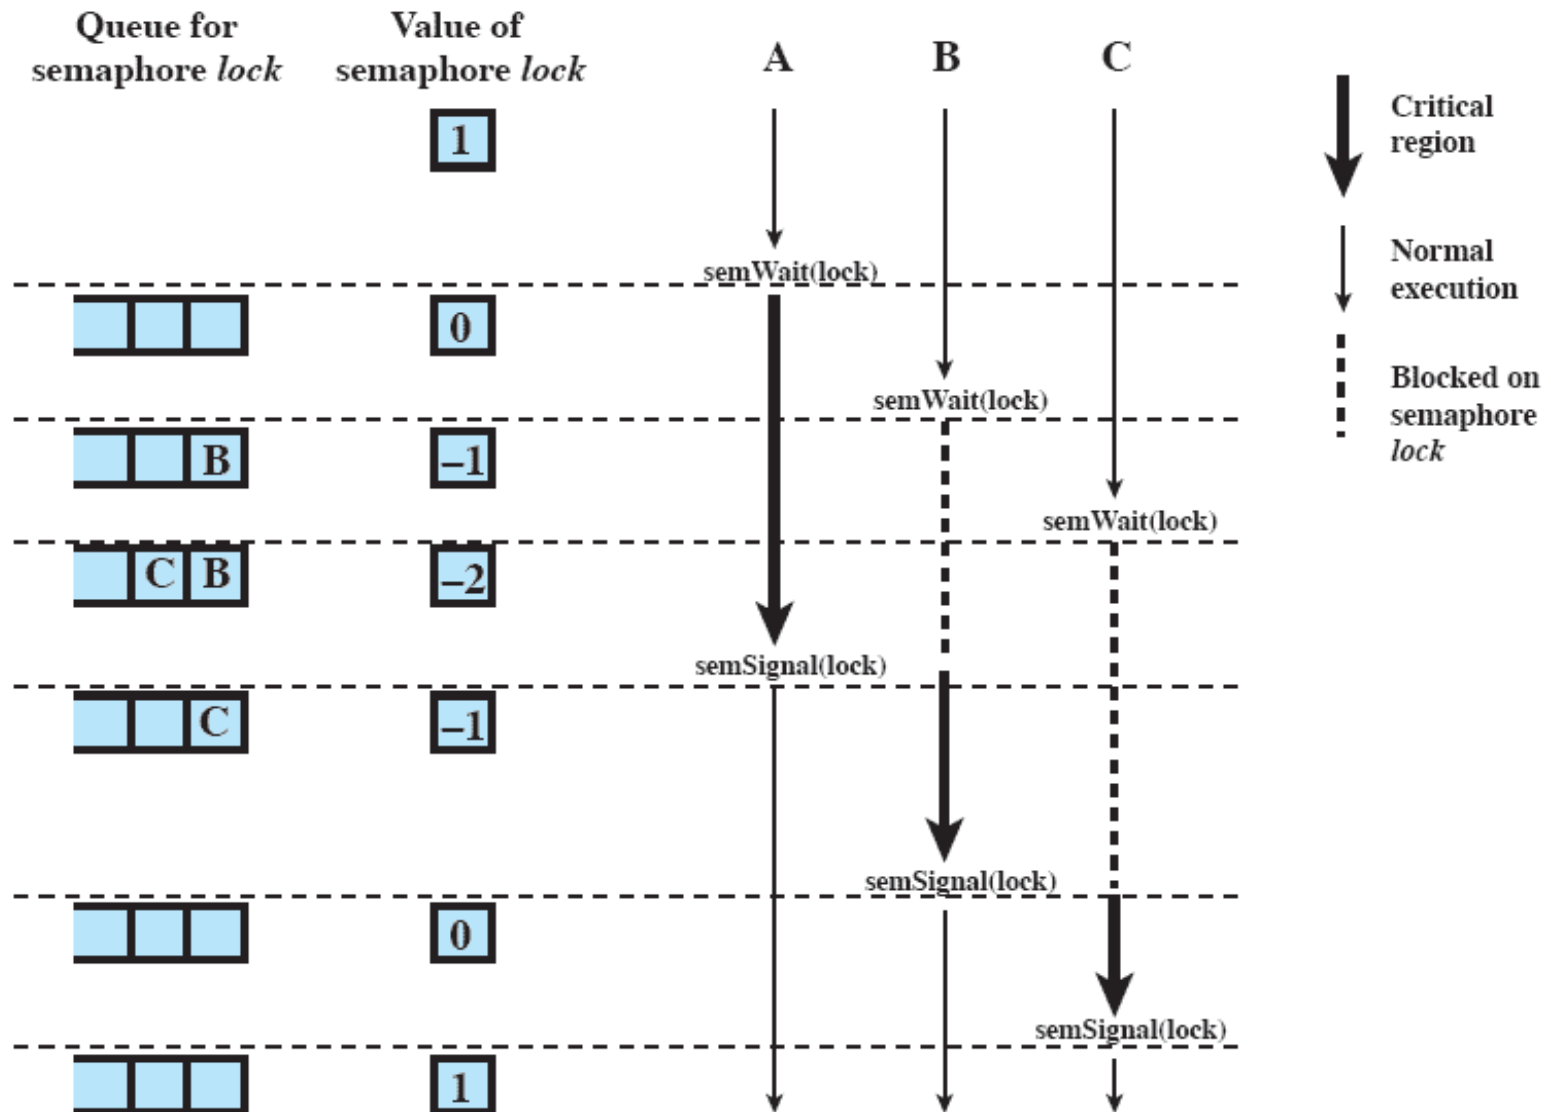 Queue for
semaphore lock
Value of
semaphore lock
A
B
C
1
Critical
region
Normal
execution
semWait(lock)
0
semWait(lock)
Blocked on
semaphore
lock
B
−1
semWait(lock)
C B
−2
semSignal(lock)
C
−1
semSignal(lock)
0
semSignal(lock)
1